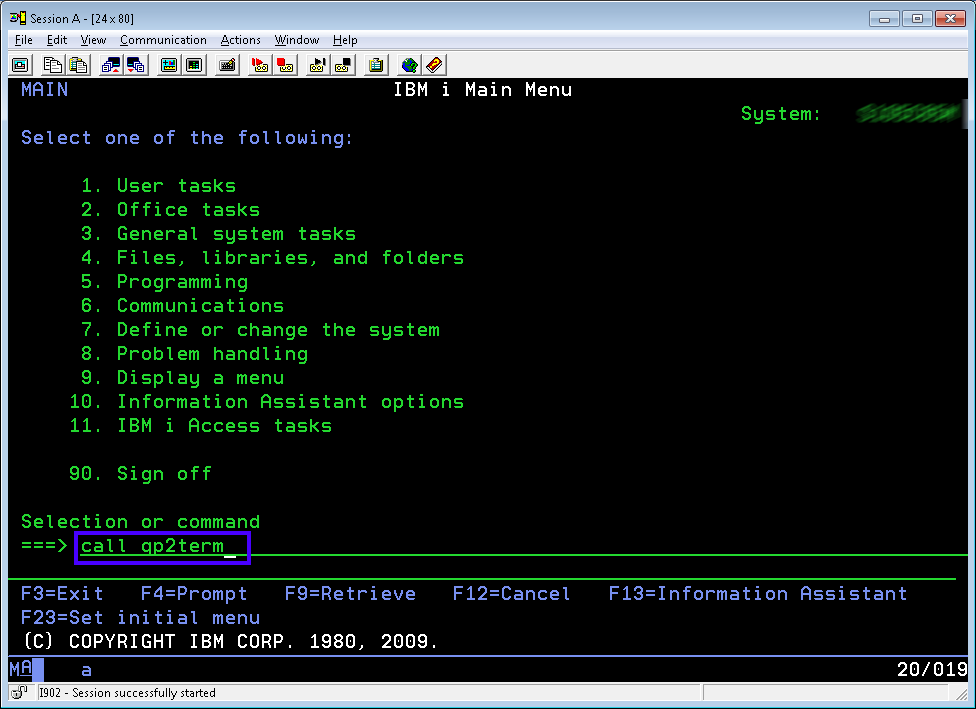 Session A - [24 x 80]
File Edit View Communication Actions Window Help
MAIN IBM i Main Menu
System:
Select one of the following:
1. User tasks
2. Office tasks
3. General system tasks
4. Files, libraries, and folders
5. Programming
6. Communications
7. Define or change the system
8. Problem handling
9. Display a menu
10. Information Assistant options
11. IBM i Access tasks
90. Sign off
Selection or command
===> call qp2term_
F3=Exit F4=Prompt F9=Retrieve F12=Cancel F13=Information Assistant
F23=Set initial menu
(C) COPYRIGHT IBM CORP. 1980, 2009.
MA a 20/019
I902 - Session successfully started